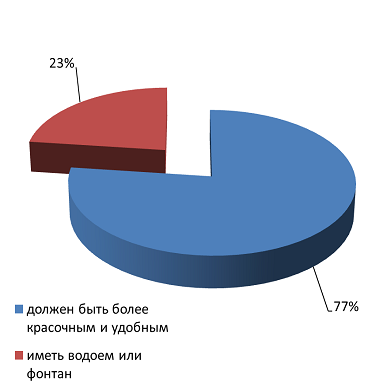 23%
77%
должен быть более
красочным и удобным
иметь водоем или
фонтан